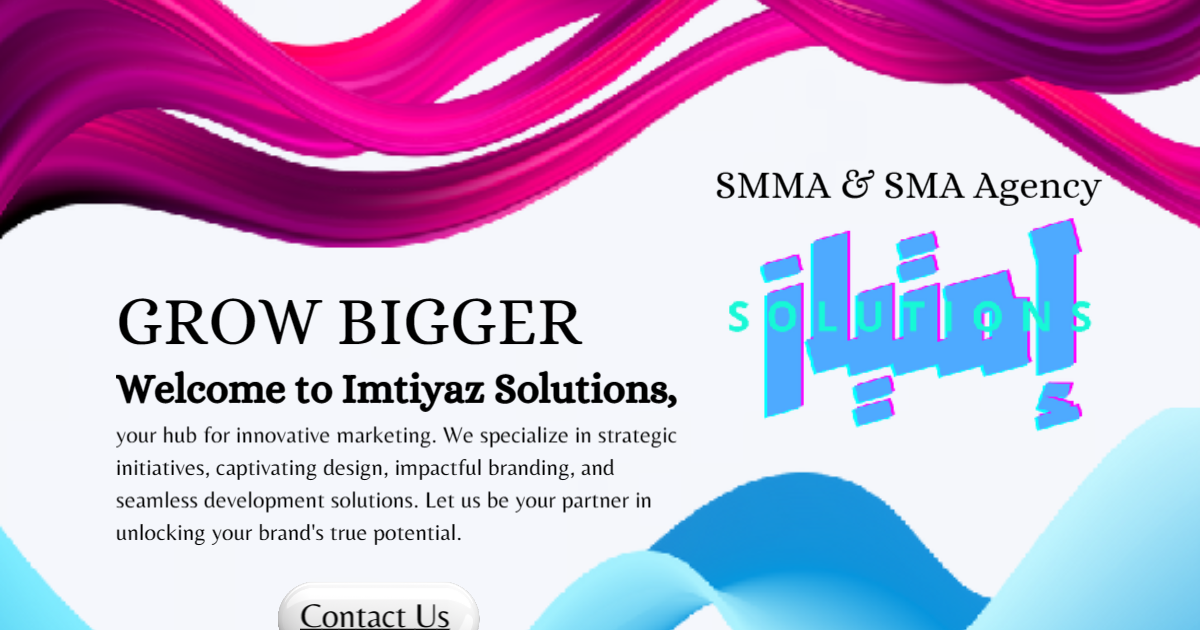 SMMA & SMA Agency
إمتياز
SOLUTIONS
GROW BIGGER
Welcome to Imtiyaz Solutions,
your hub for innovative marketing. We specialize in strategic
initiatives, captivating design, impactful branding, and
seamless development solutions. Let us be your partner in
unlocking your brand's true potential.
Contact Us